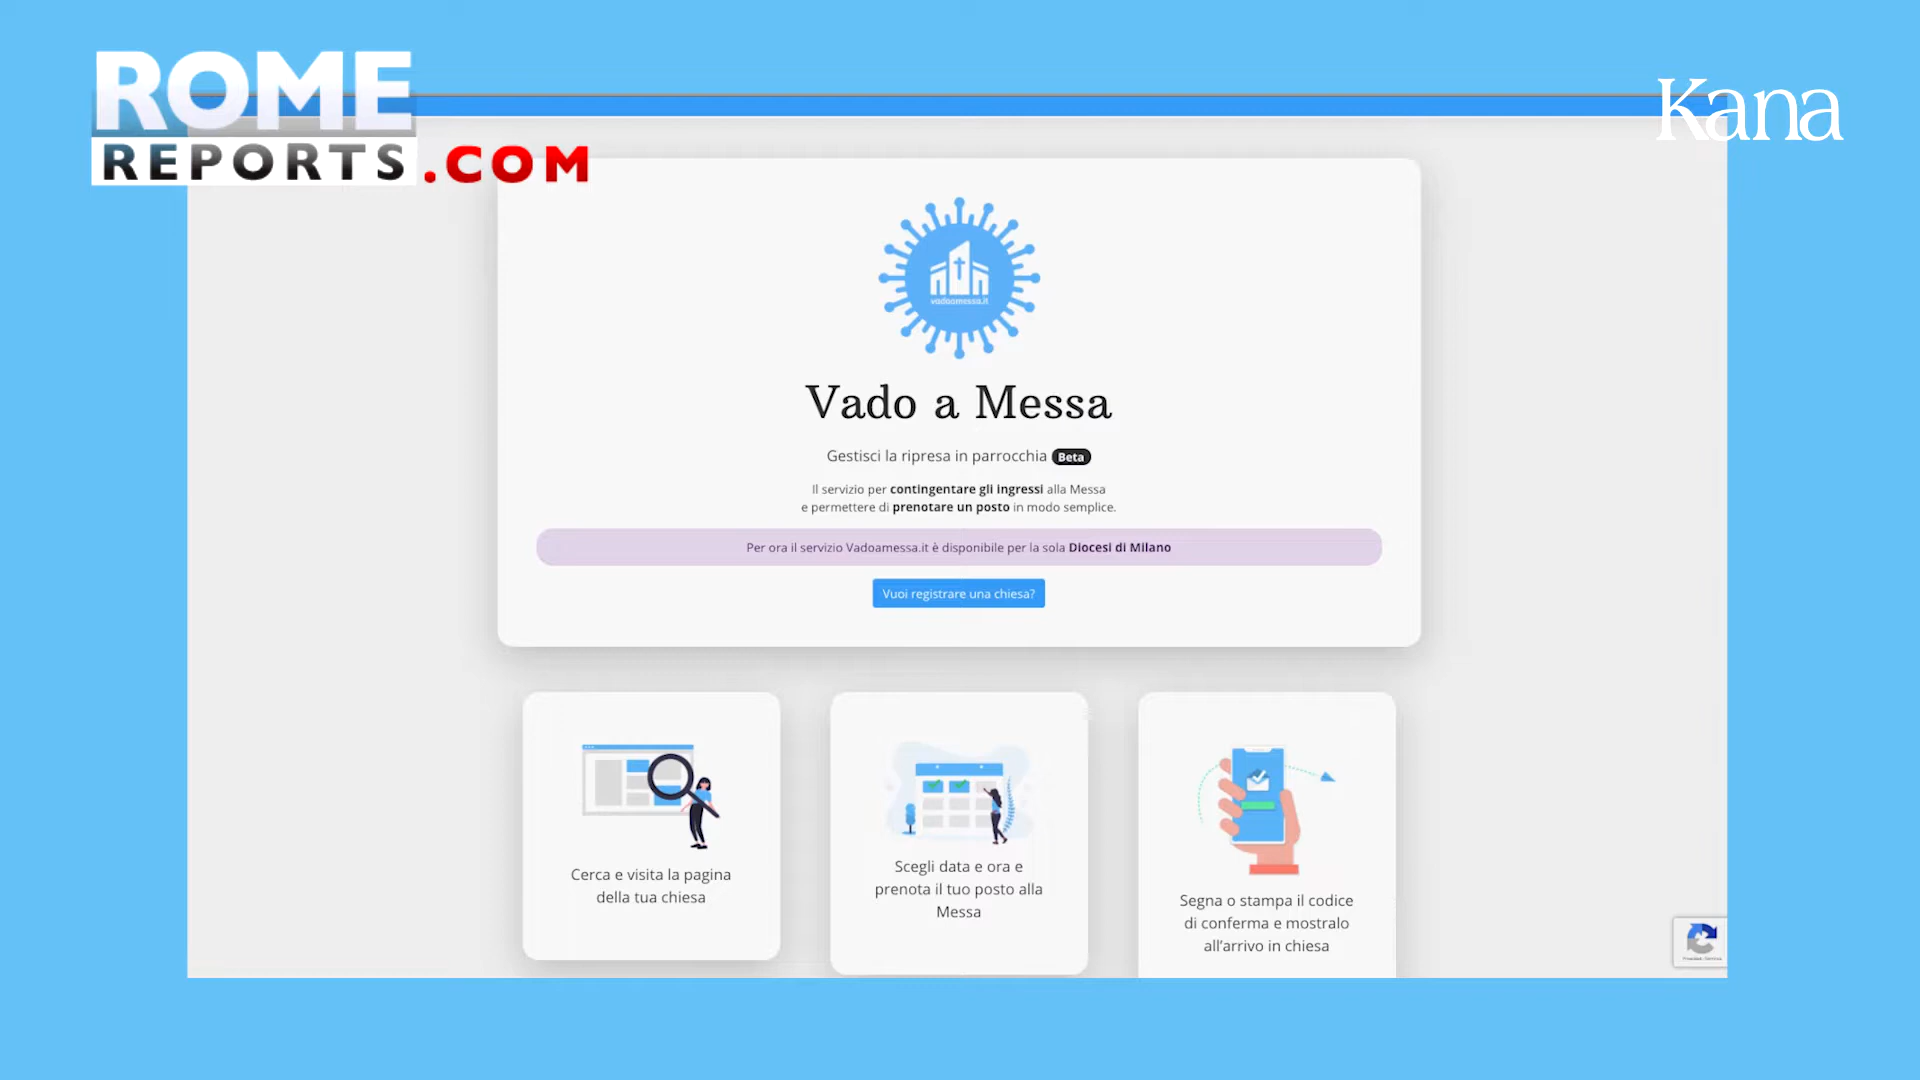 ROME
REPORTS.COM
Kana
vadoamessa.it
Vado a Messa
Gestisci la ripresa in parrocchia Beta
Il servizio per contingentare gli ingressi alla Messa
e permettere di prenotare un posto in modo semplice.
Per ora il servizio Vadoamessa.it è disponibile per la sola Diocesi di Milano
Vuoi registrare una chiesa?
Cerca e visita la pagina
della tua chiesa
Scegli data e ora e
prenota il tuo posto alla
Messa
Segna o stampa il codice
di conferma e mostralo
all'arrivo in chiesa